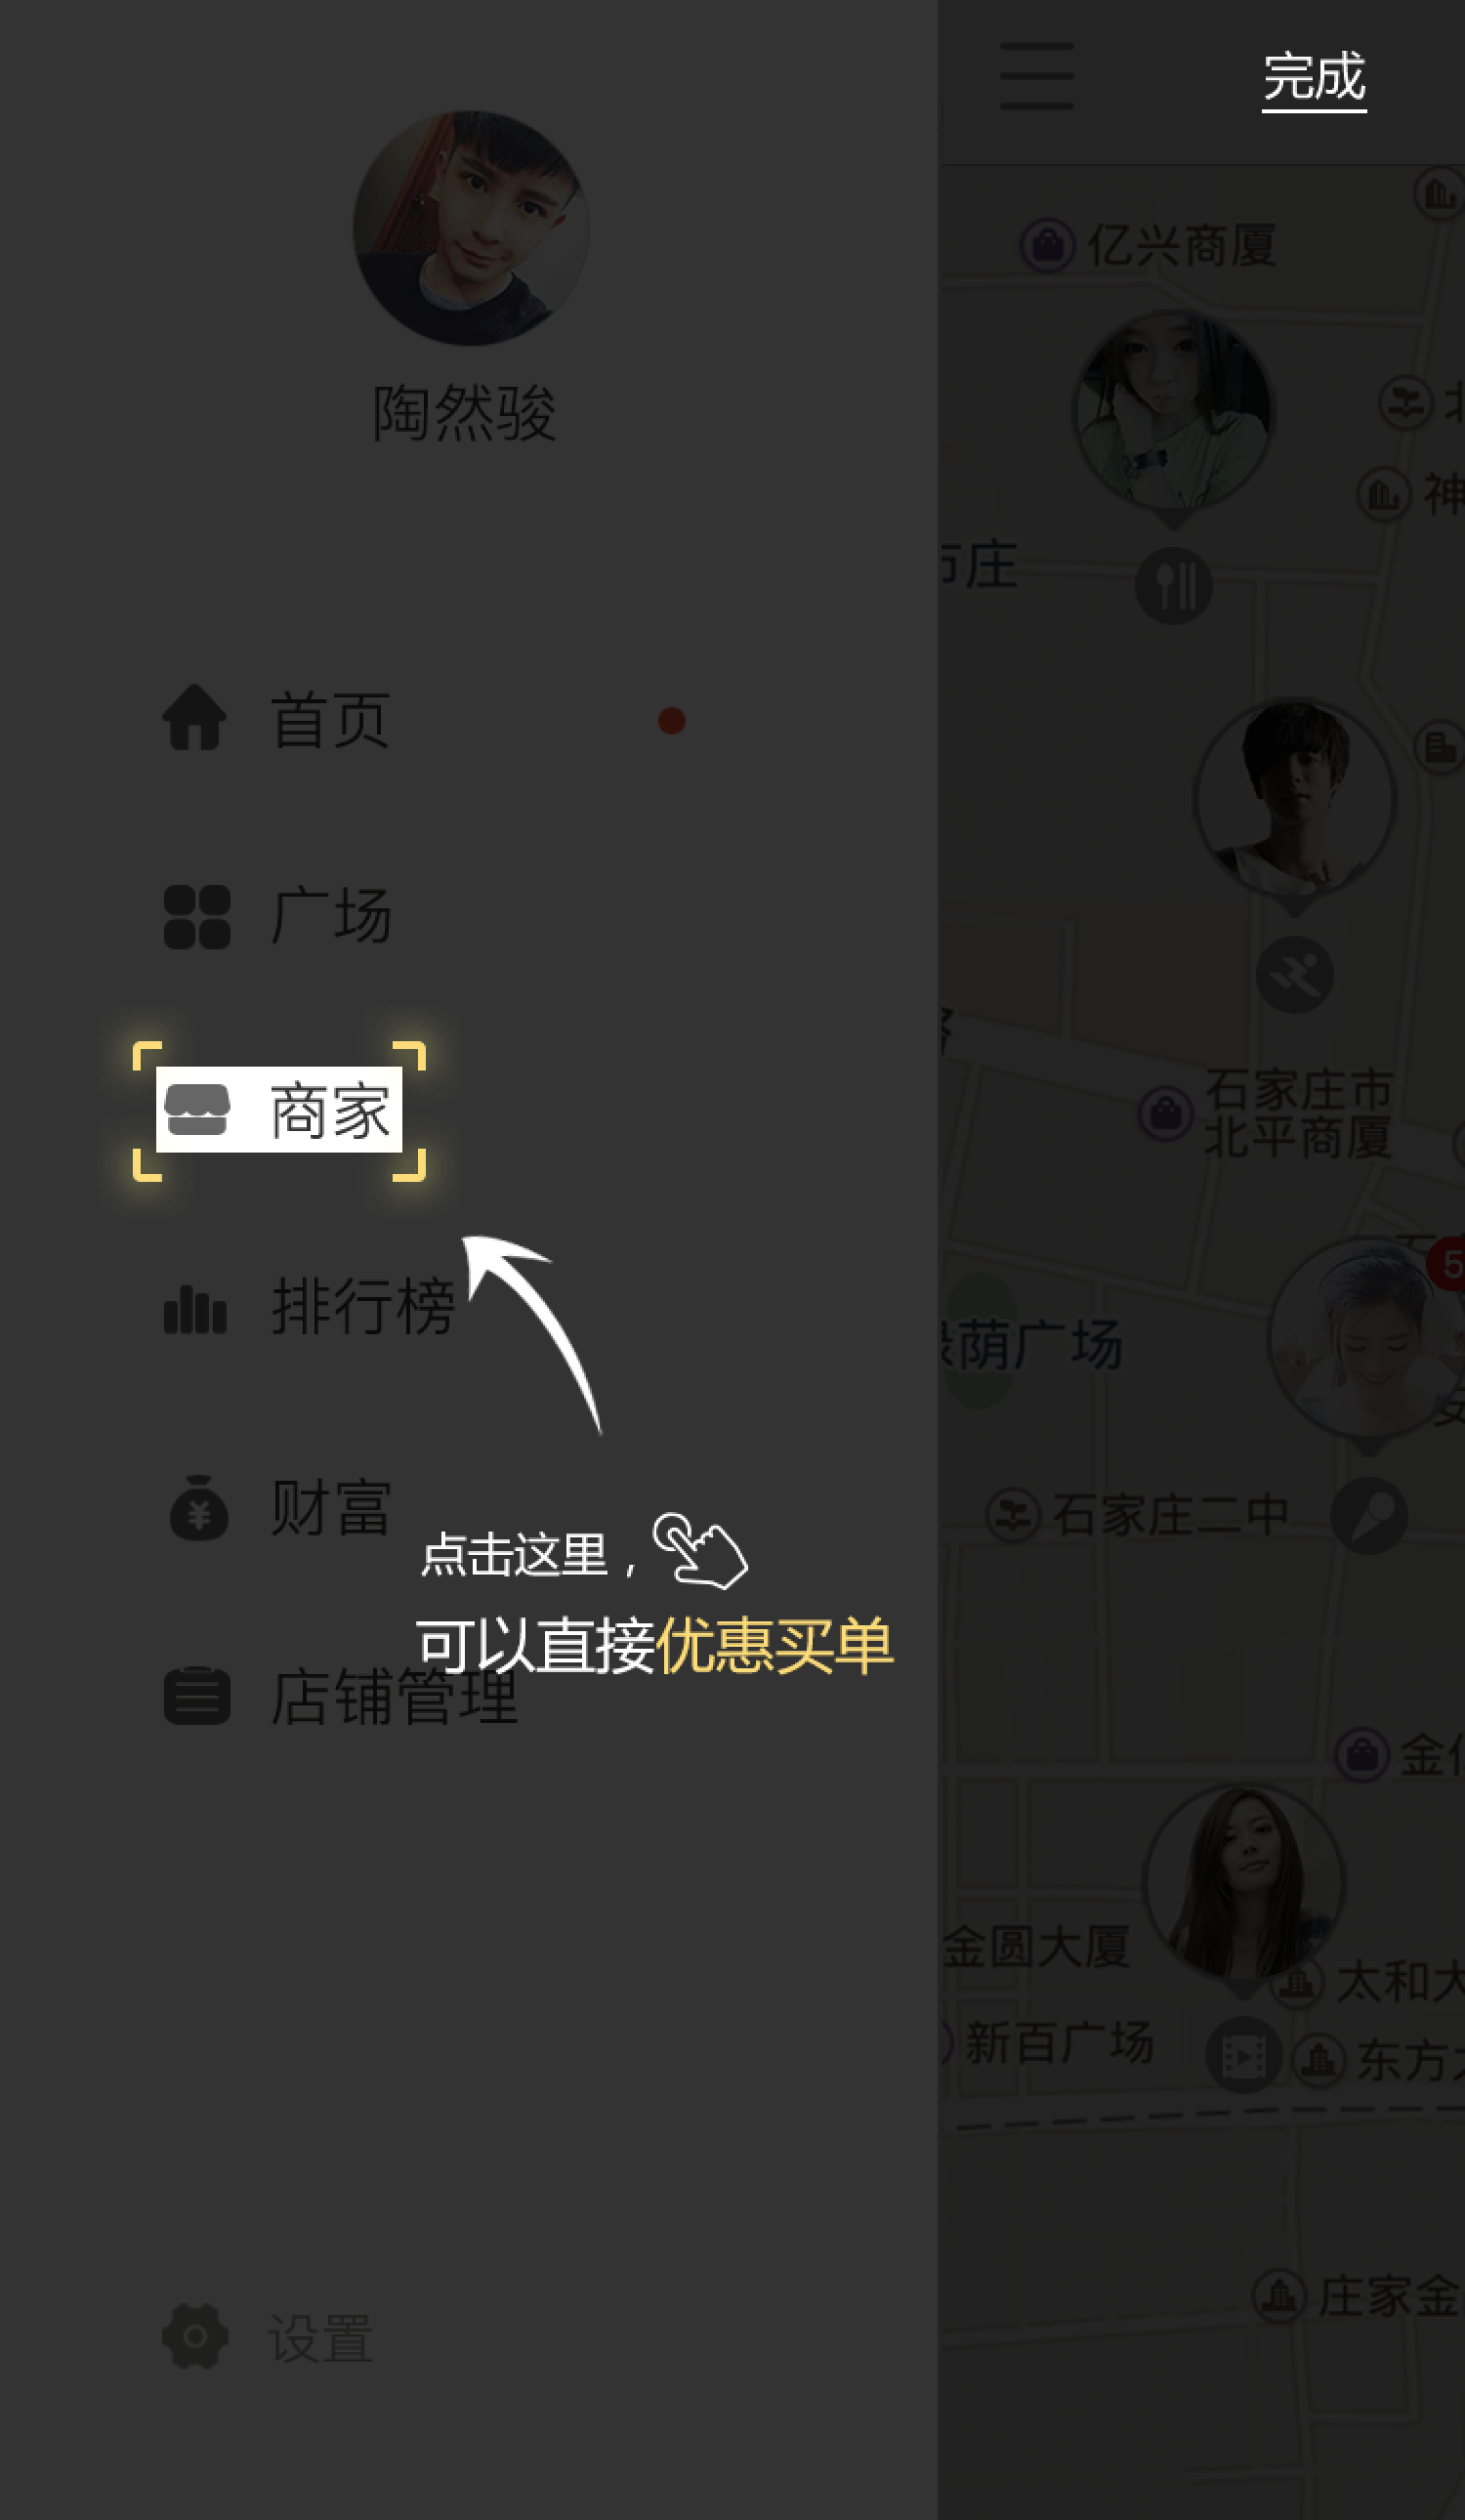 完成
陶然骏
首页
广场
商家
排行榜
财富
点击这里，
可以直接优惠买单
店铺管理
设置
亿兴商厦
庄
石家庄市
北平商厦
5
荫广场
石家庄二中
金圆大厦
太和大
新百广场
东方
庄家金